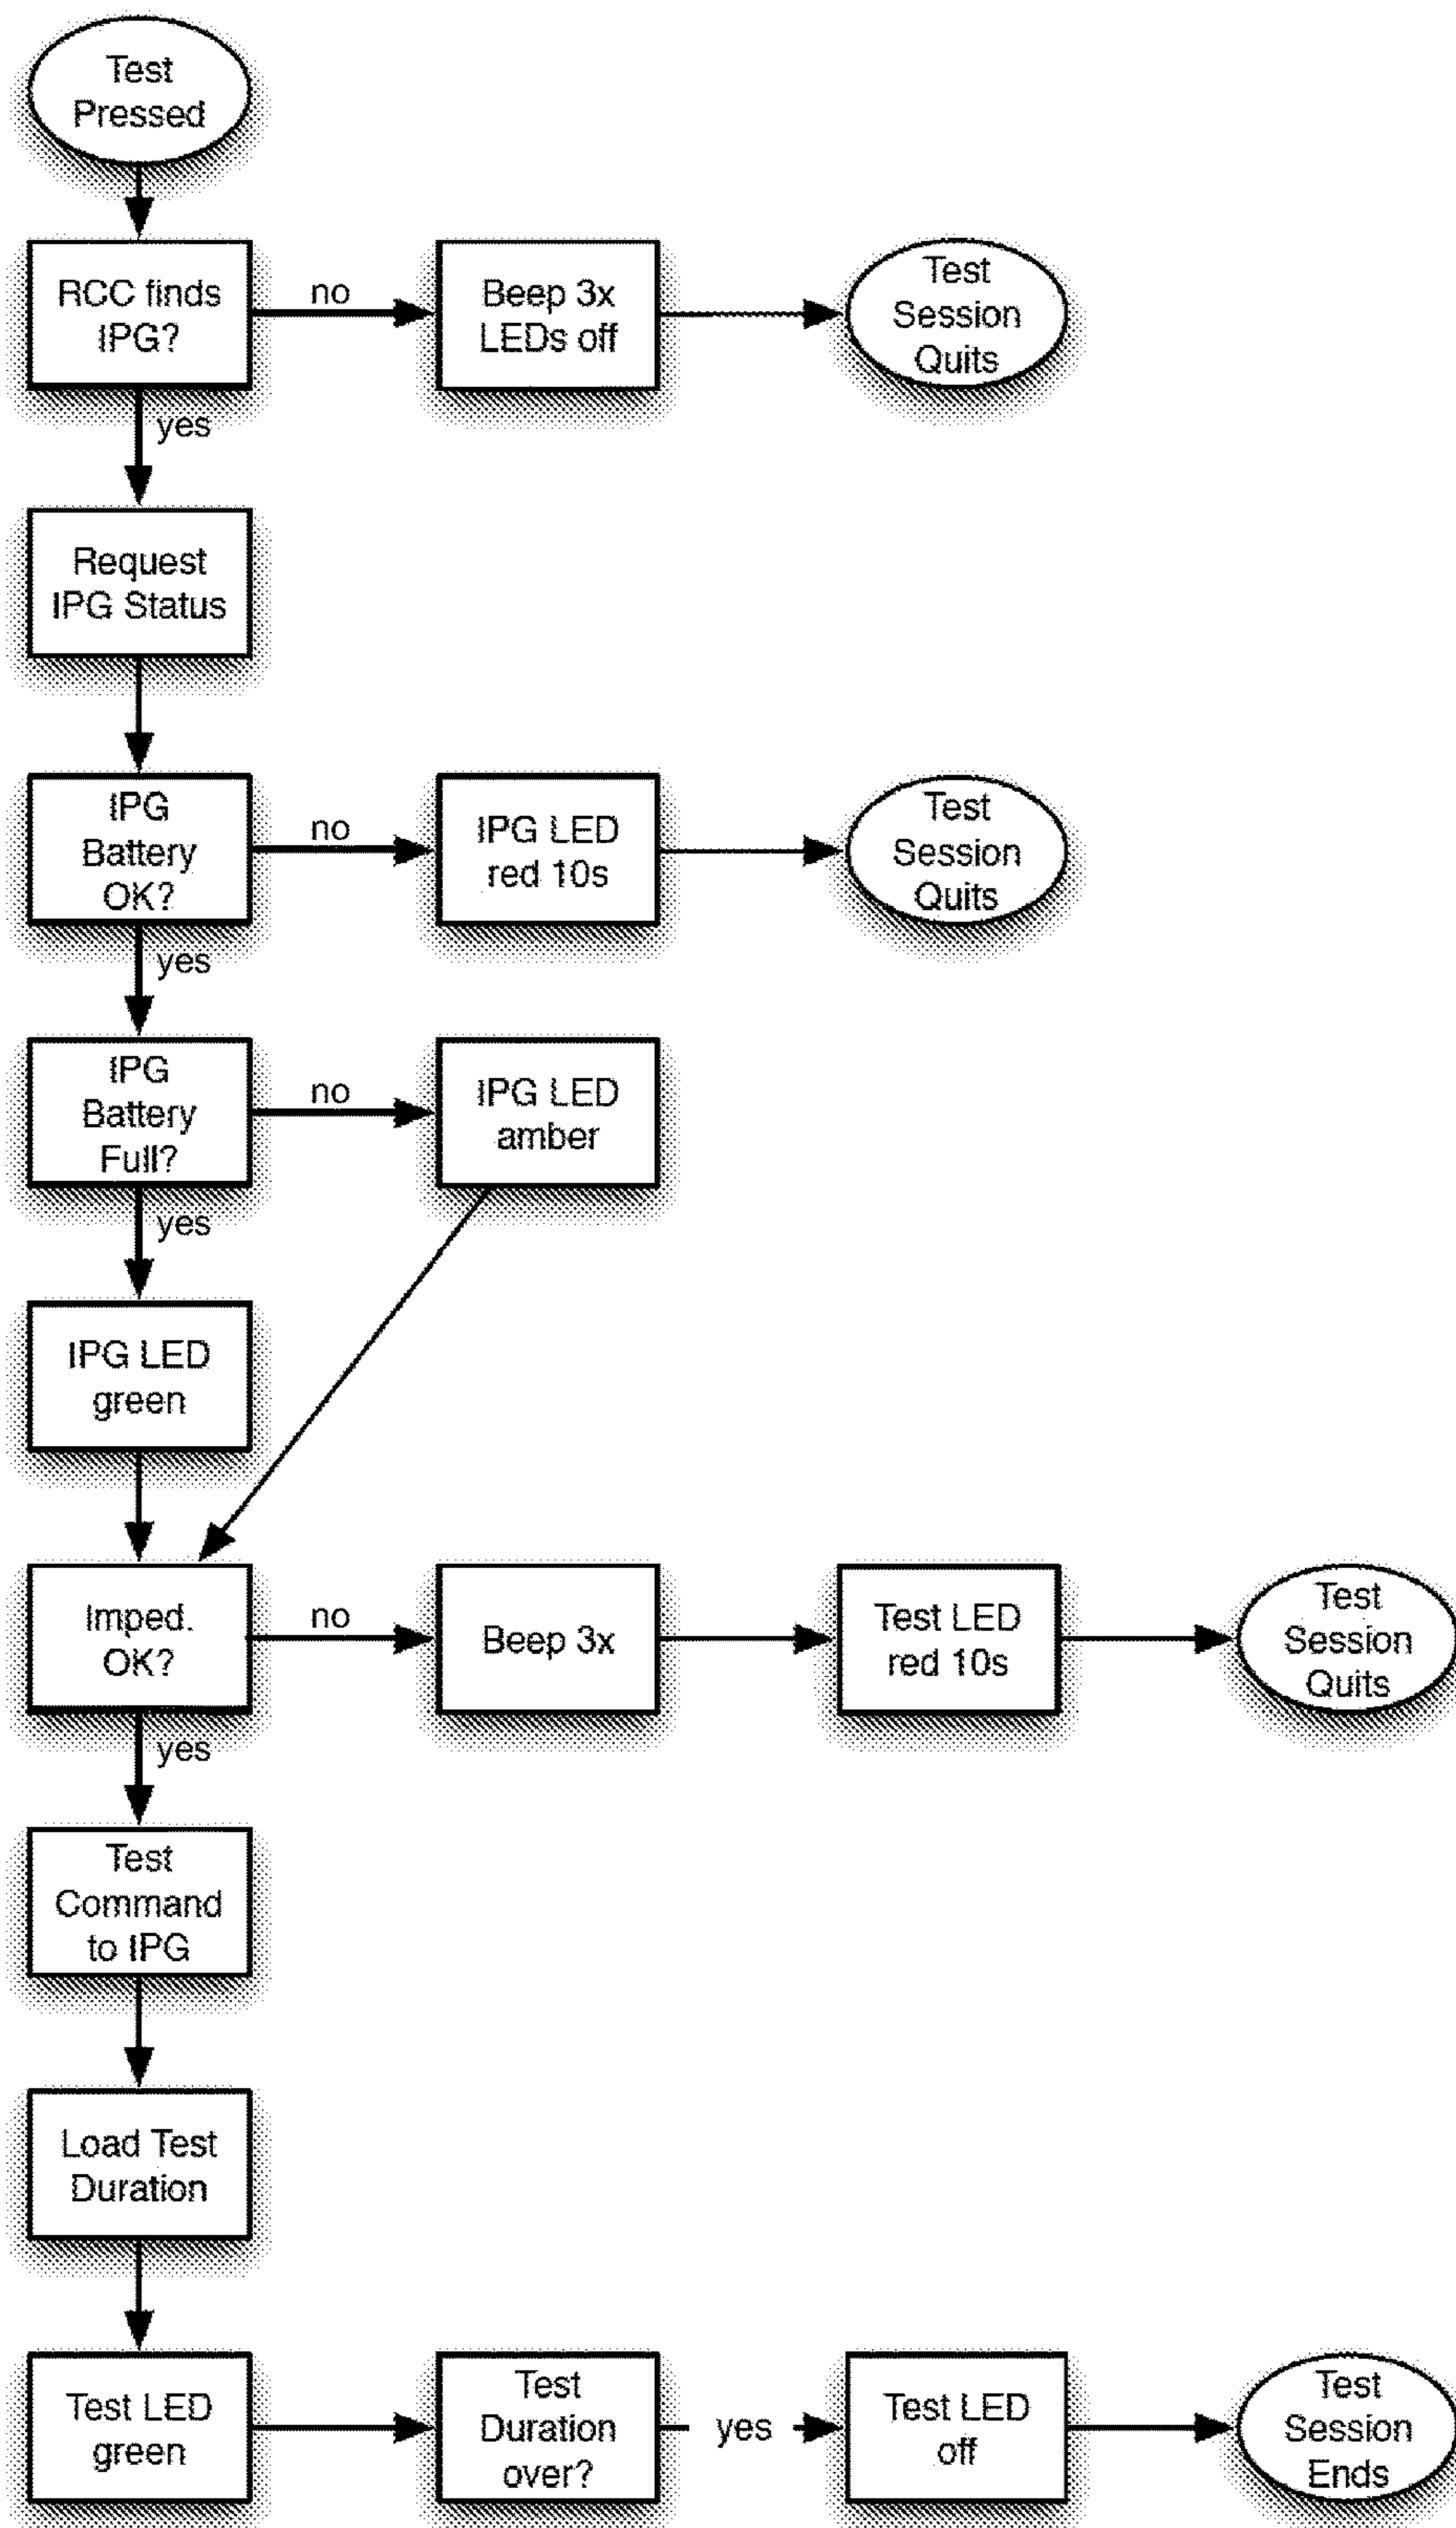 Test
Pressed
RCC finds
IPG?
no
Beep 3x
LEDs off
Test
Session
Quits
yes
Request
IPG Status
IPG
Battery
OK?
no
IPG LED
red 10s
Test
Session
Quits
yes
IPG
Battery
Full?
no
IPG LED
amber
yes
IPG LED
green
Imped.
OK?
no
Beep 3x
Test LED
red 10s
Test
Session
Quits
yes
Test
Command
to IPG
Load Test
Duration
Test LED
green
Test
Duration
over?
yes
Test LED
off
Test
Session
Ends